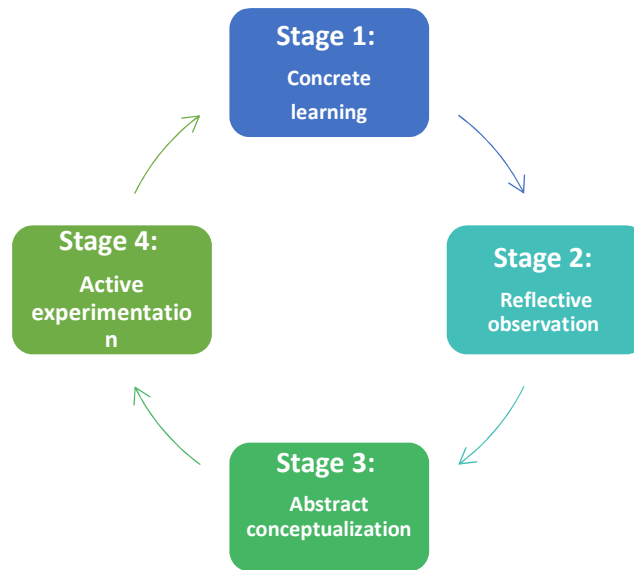 Stage 1:
Concrete
learning
Stage 2:
Reflective
observation
Stage 3:
Abstract
conceptualization
Stage 4:
Active
experimentatio
n